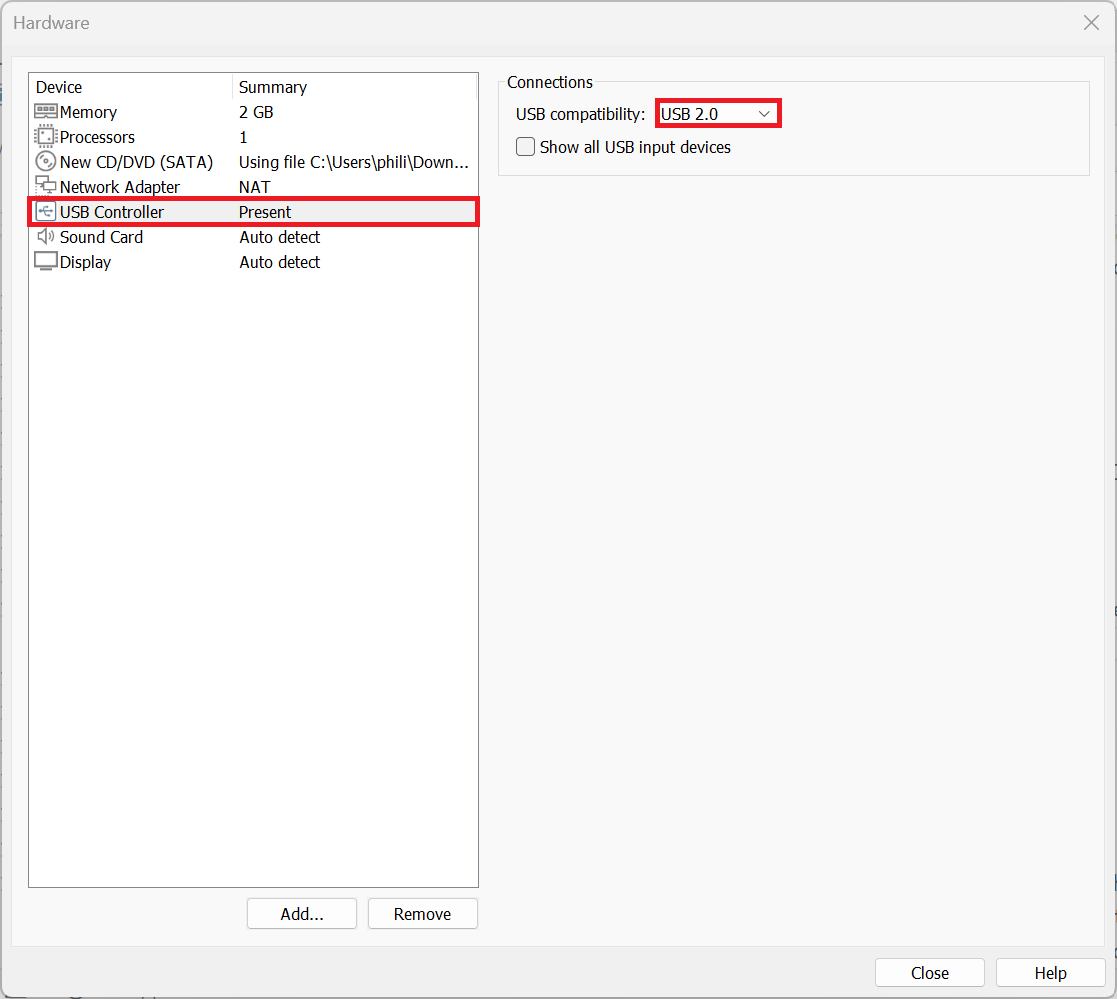 Hardware
Device Summary
Memory 2 GB
Processors 1
New CD/DVD (SATA) Using file C:\Users\phili\Down...
Network Adapter NAT
USB Controller Present
Sound Card Auto detect
Display Auto detect
Add... Remove
Connections
USB compatibility: USB 2.0
Show all USB input devices
Close Help